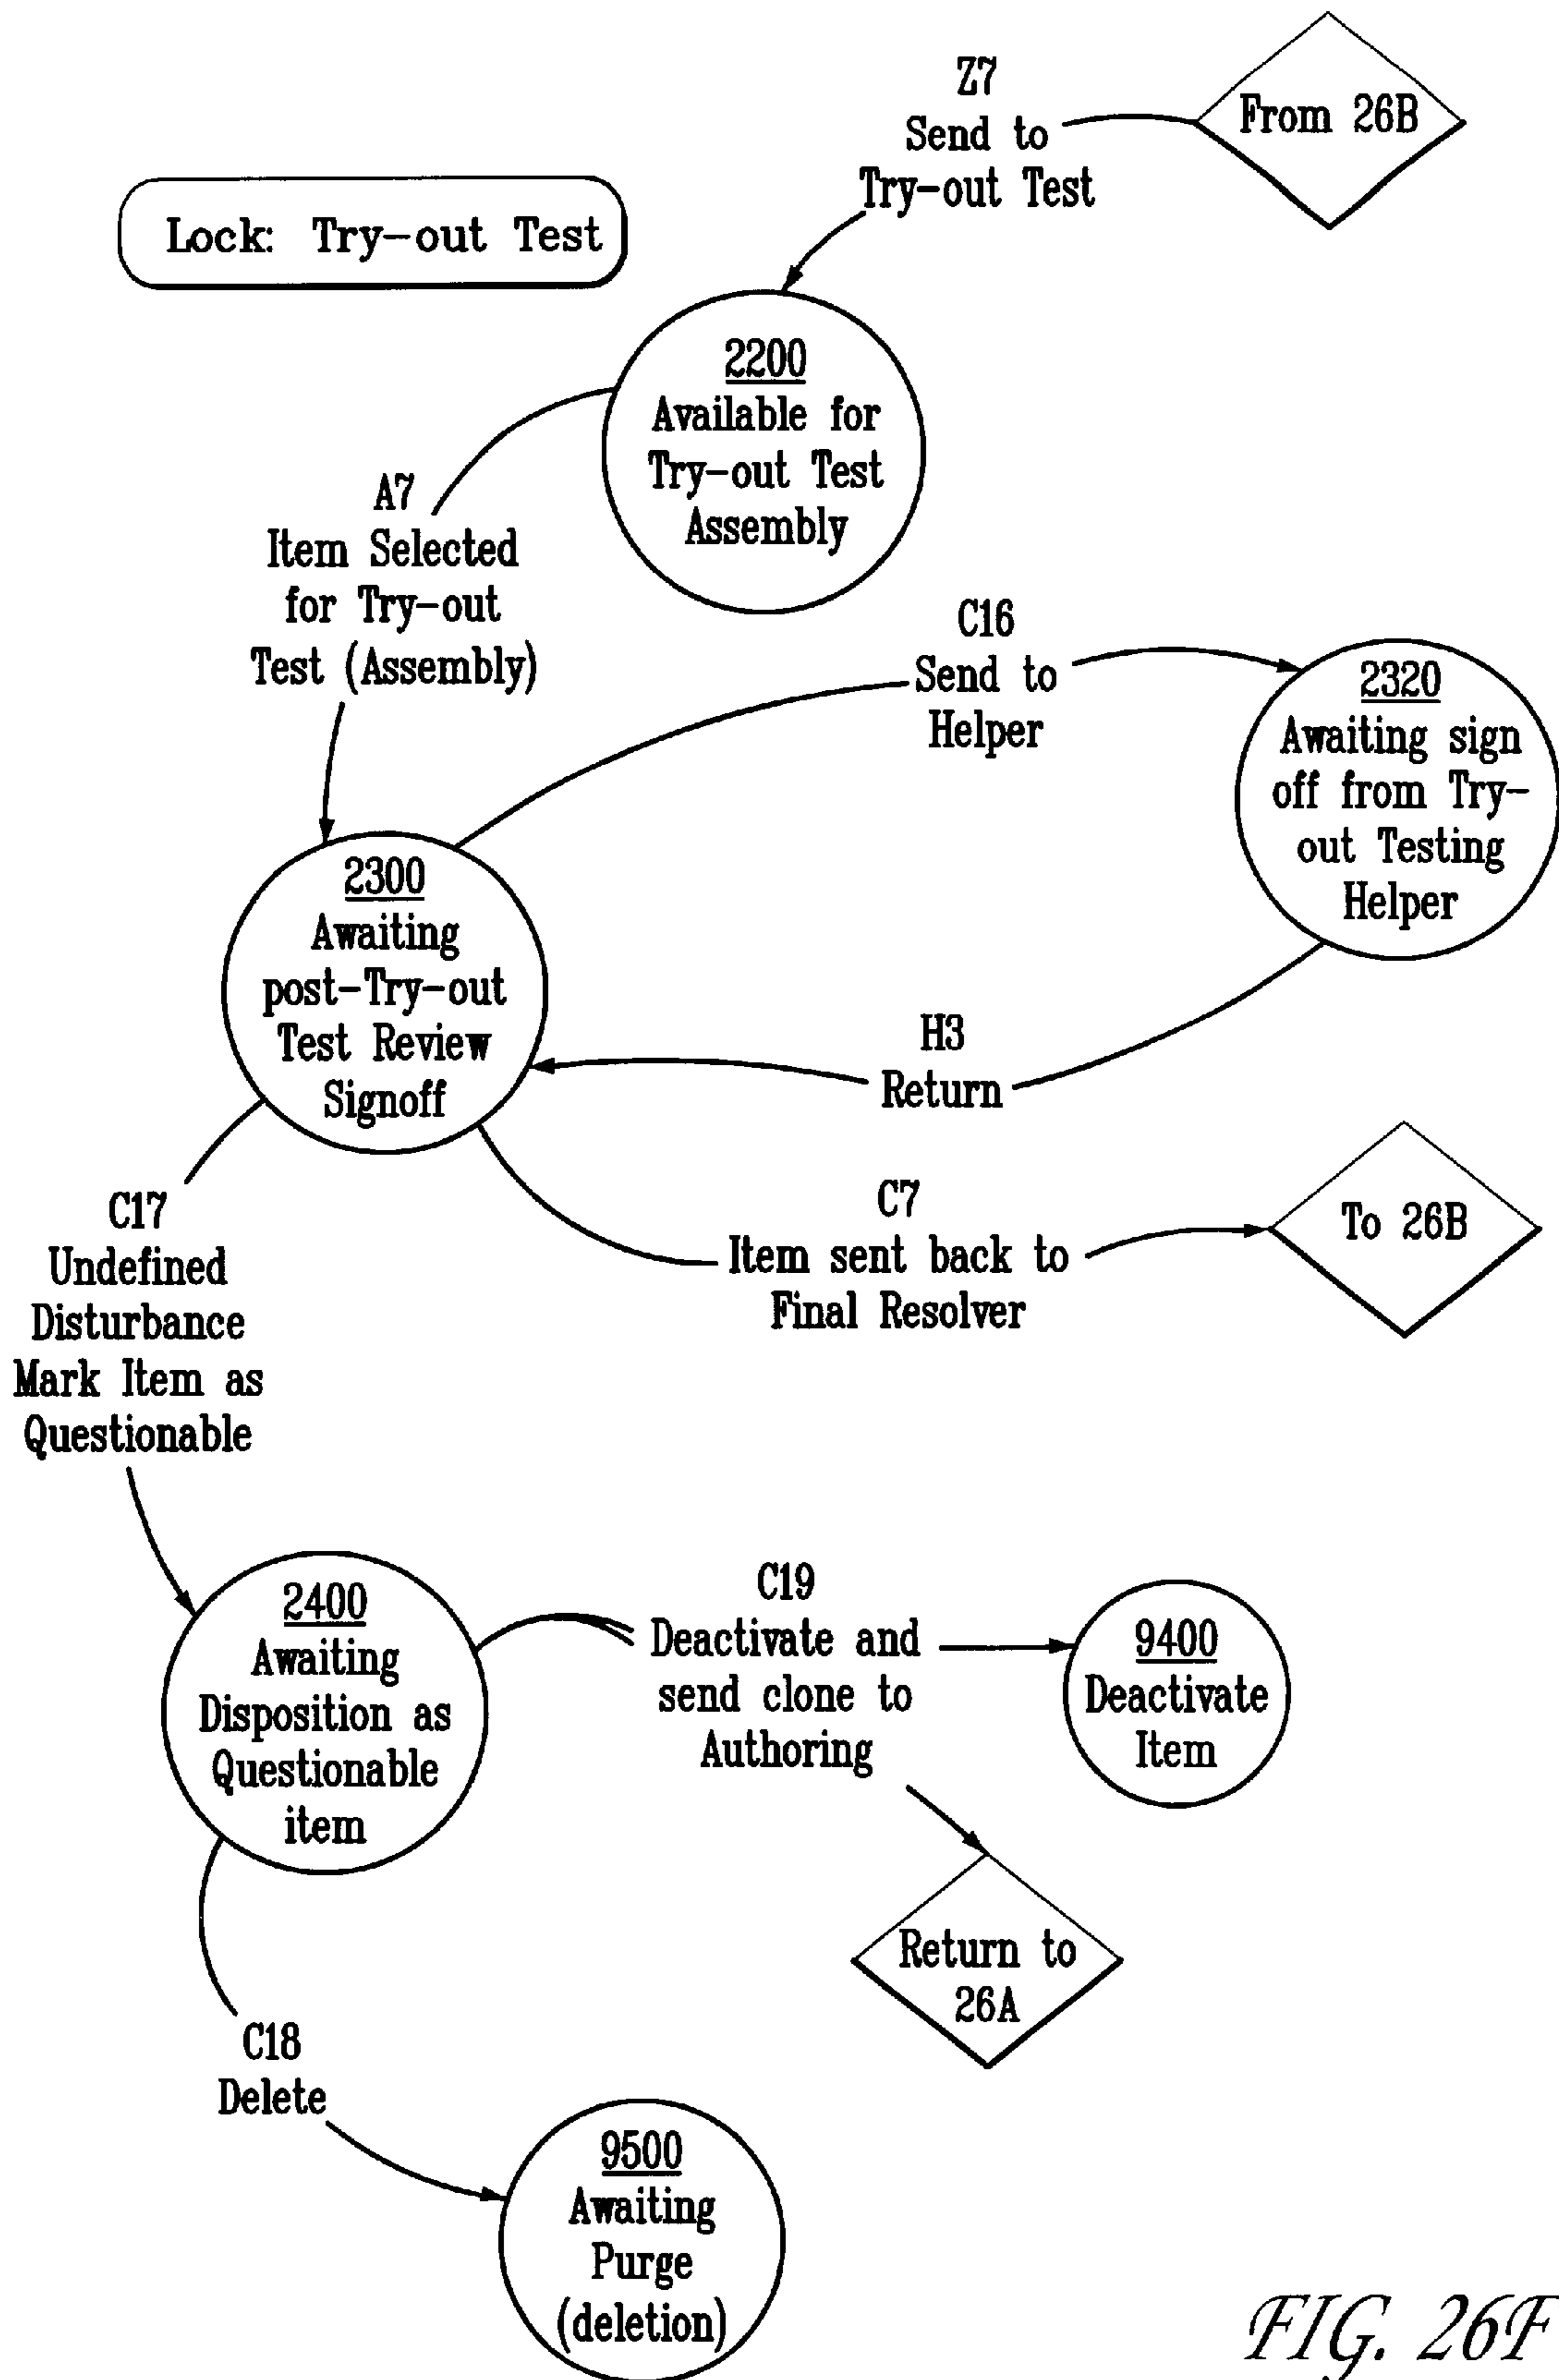 Z7
Send to
Try-out Test
From 26B
Lock: Try-out Test
2200
Available for
Try-out Test
Assembly
A7
Item Selected
for Try-out
Test (Assembly)
C16
Send to
Helper
2320
Awaiting sign
off from Try-
out Testing
Helper
2300
Awaiting
post-Try-out
Test Review
Signoff
H3
Return
C7
Item sent back to
Final Resolver
To 26B
C17
Undefined
Disturbance
Mark Item as
Questionable
2400
Awaiting
Disposition as
Questionable
item
C19
Deactivate and
send clone to
Authoring
9400
Deactivate
Item
Return to
26A
C18
Delete
9500
Awaiting
Purge
(deletion)
FIG. 26F